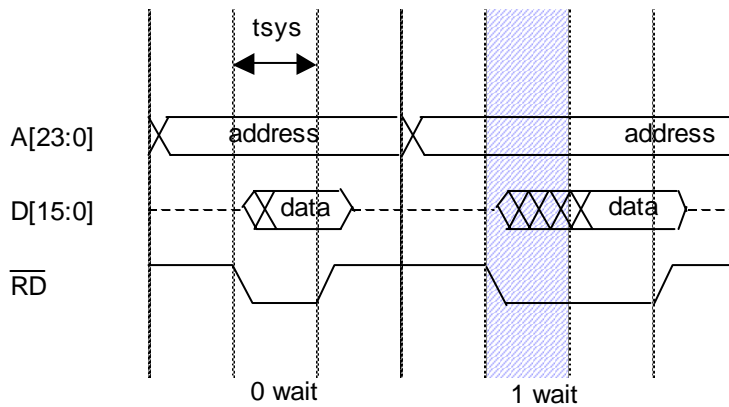 tsys
A[23:0]
address
address
D[15:0]
data
data
RD
0 wait
1 wait